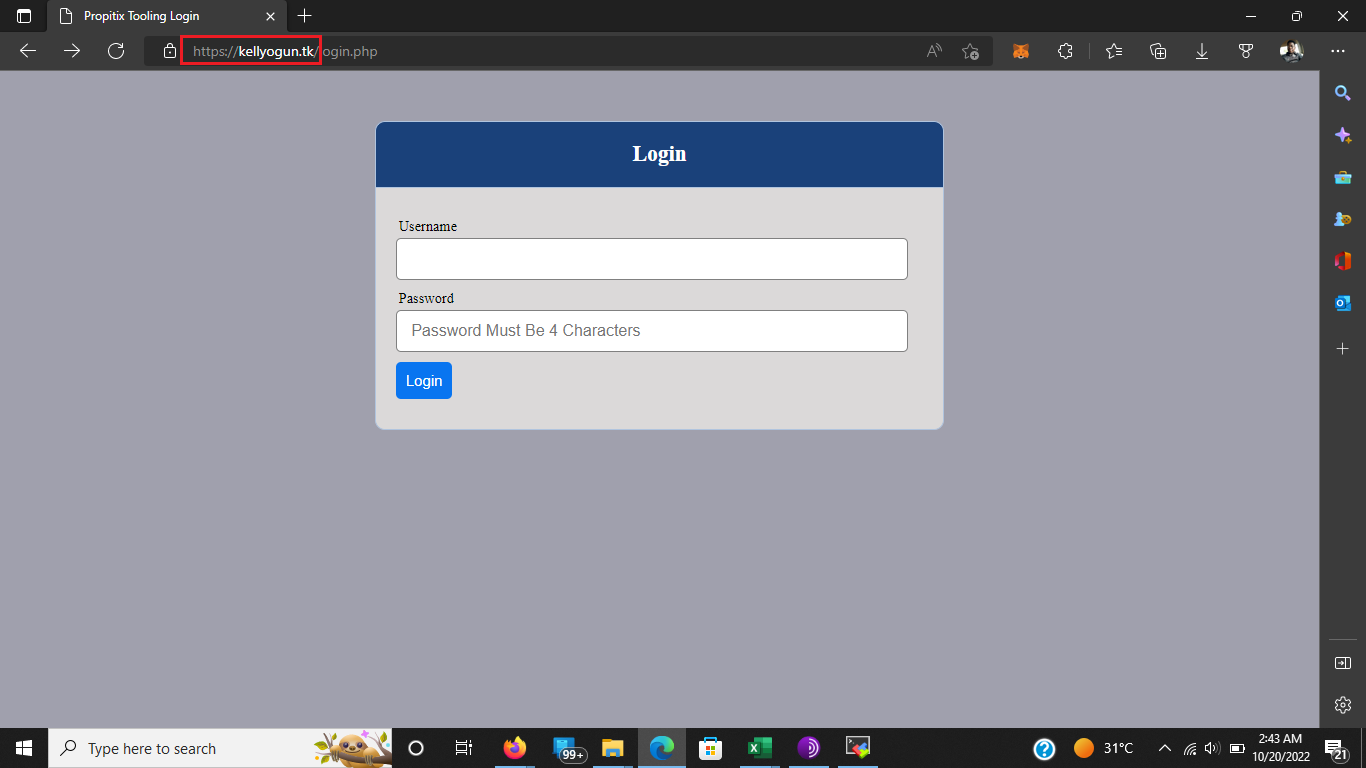 Propitix Tooling Login
https://kellyogun.tk/login.php
Login
Username
Password
Password Must Be 4 Characters
Login
Type here to search
99+
31°C
2:43 AM
10/20/2022
21